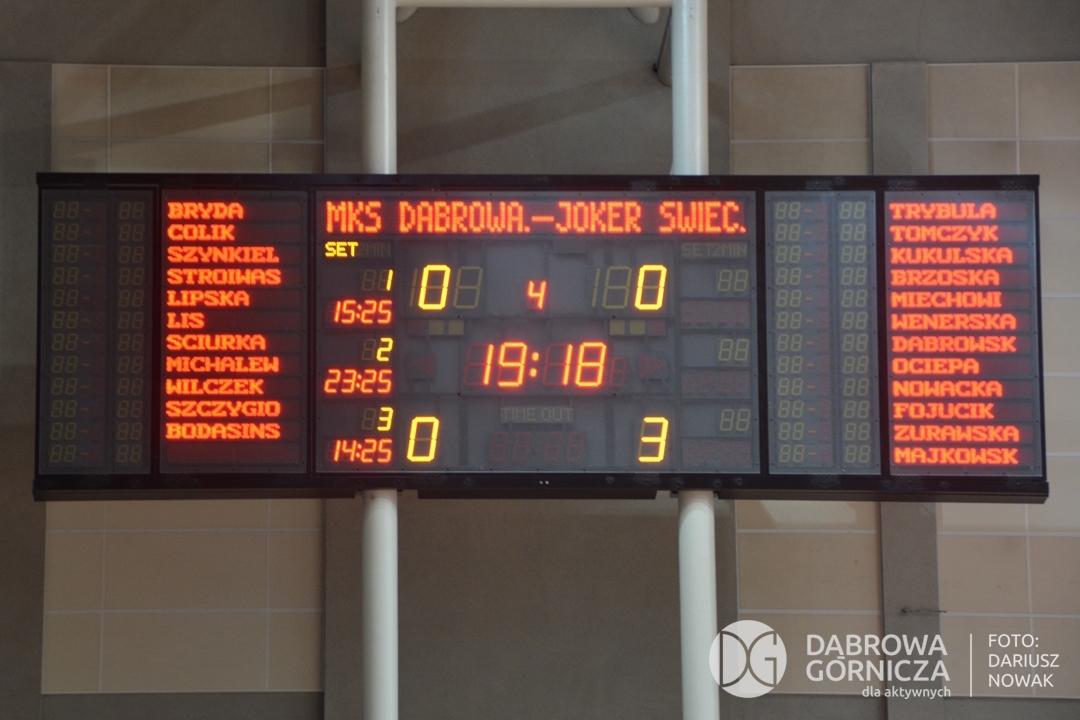 BRYDA
COLIK
SZYNKIEL
STROIWAS
LIPSKA
LIS
SCIURKA
MICHALEW
WILCZEK
SZCZYGIO
BODASINS
MKS DABROWA.-JOKER SWIEC.
SET
1
0 4 0
15:25
2
19:18
23:25
TIME OUT
3
0 3
14:25
TRYBULA
TOMCZYK
KUKULSKA
BRZOSKA
MIECHOWI
WENERSKA
DABROWSK
OCIEPA
NOWACKA
FOJUCIK
ZURAWSKA
MAJKOWSK
DG
DĄBROWA
GÓRNICZA
dla aktywnych
FOTO:
DARIUSZ
NOWAK